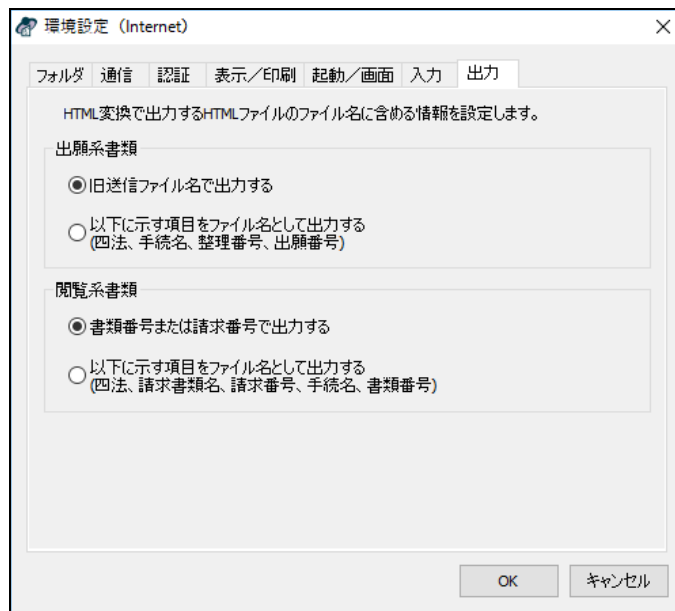 環境設定（Internet）
フォルダ 通信 認証 表示／印刷 起動／画面 入力 出力
HTML変換で出力するHTMLファイルのファイル名に含める情報を設定します。
出願系書類
旧送信ファイル名で出力する
以下に示す項目をファイル名として出力する
(四法、手続名、整理番号、出願番号)
閲覧系書類
書類番号または請求番号で出力する
以下に示す項目をファイル名として出力する
(四法、請求書類名、請求番号、手続名、書類番号)
OK キャンセル